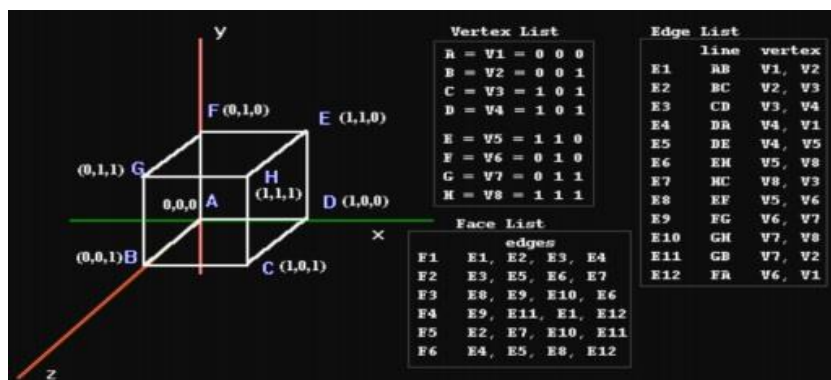 y
F (0,1,0)
E (1,1,0)
(0,1,1) G
H
(1,1,1)
0,0,0 A
D (1,0,0)
x
(0,0,1) B
C (1,0,1)
z
Vertex List
A = V1 = 0 0 0
B = V2 = 0 0 1
C = V3 = 1 0 1
D = V4 = 1 0 1
E = V5 = 1 1 0
F = V6 = 0 1 0
G = V7 = 0 1 1
H = V8 = 1 1 1
Face List
edges
F1 E1, E2, E3, E4
F2 E3, E5, E6, E7
F3 E8, E9, E10, E6
F4 E9, E11, E1, E12
F5 E2, E7, E10, E11
F6 E4, E5, E8, E12
Edge List
line vertex
E1 AB V1, V2
E2 BC V2, V3
E3 CD V3, V4
E4 DA V4, V1
E5 DE V4, V5
E6 EH V5, V8
E7 HC V8, V3
E8 EF V5, V6
E9 FG V6, V7
E10 GH V7, V8
E11 GB V7, V2
E12 FA V6, V1